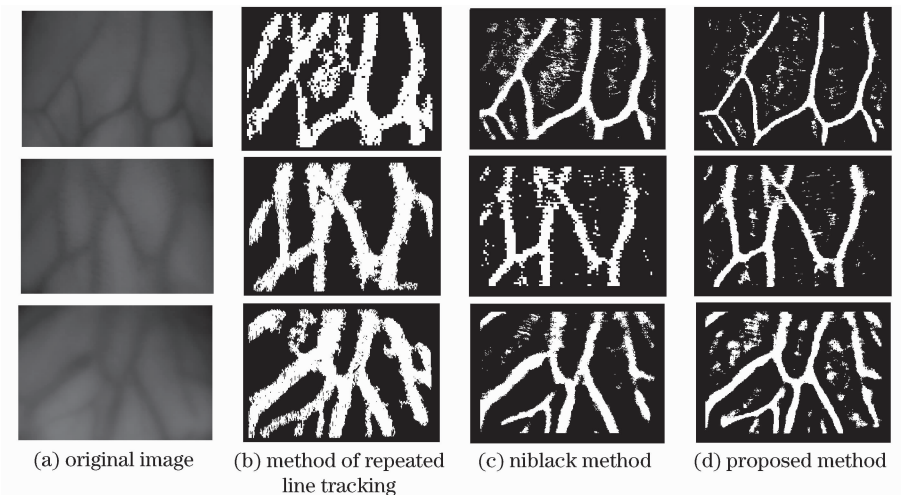 (a) original image
(b) method of repeated
line tracking
(c) niblack method
(d) proposed method